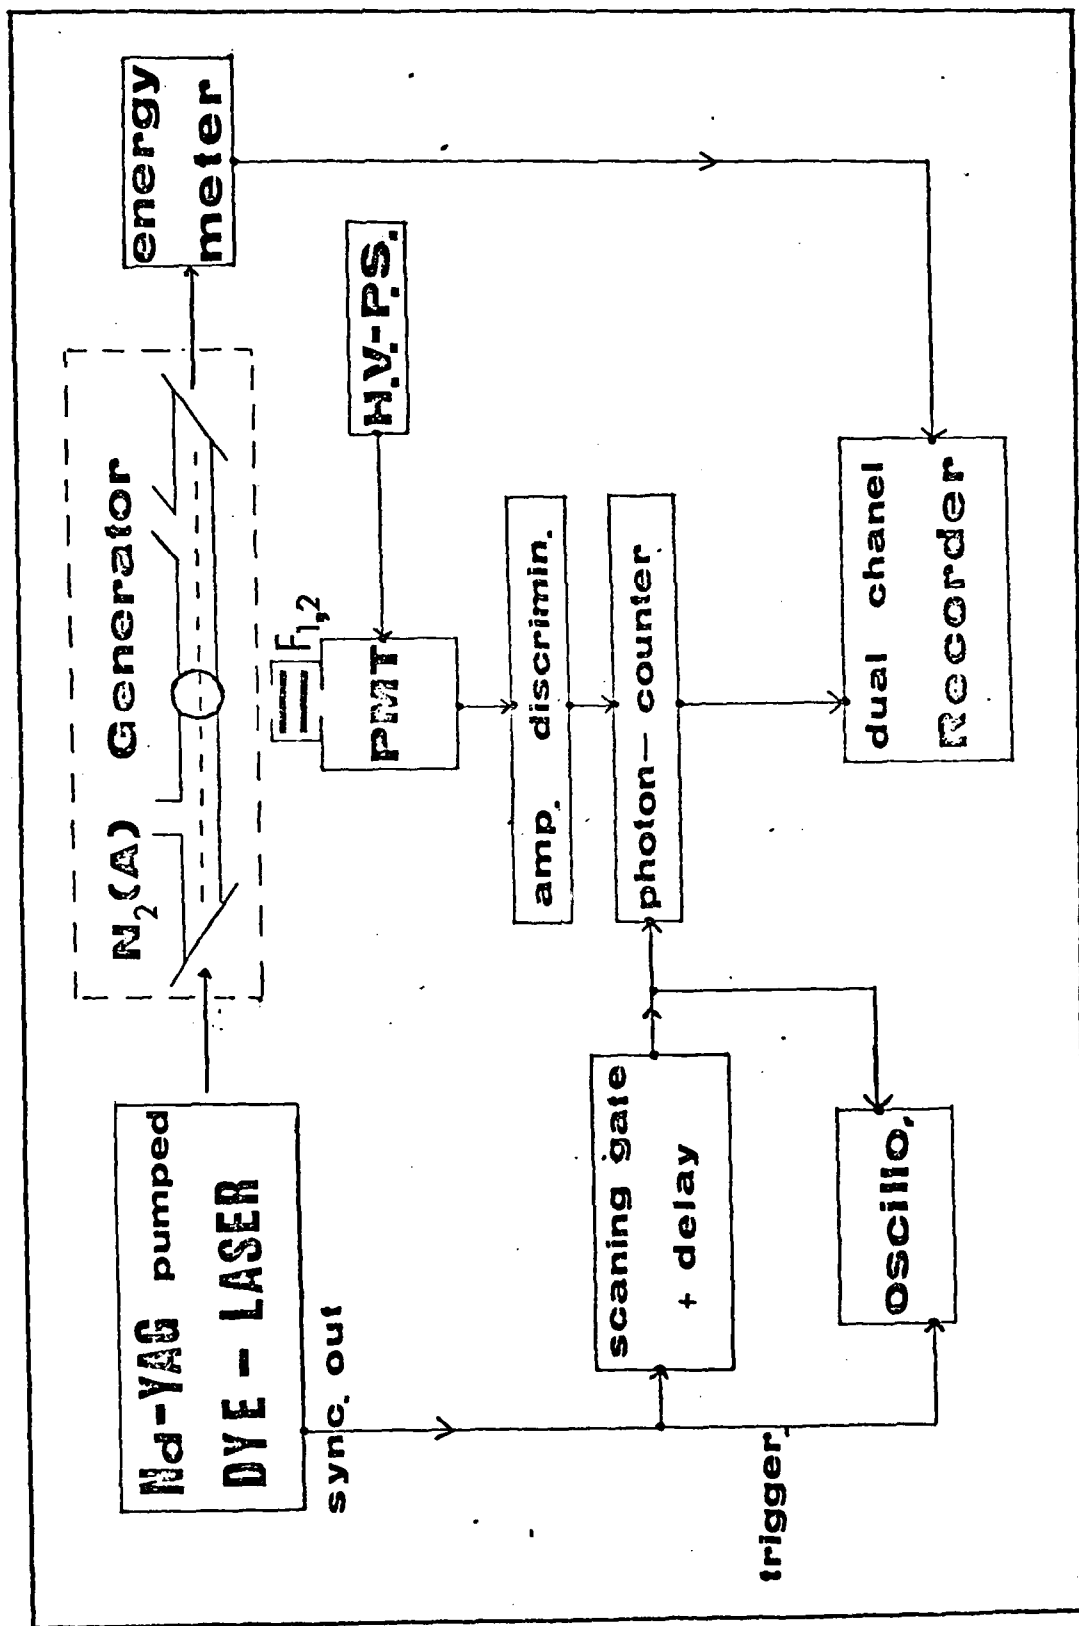 Nd-YAG pumped
DYE - LASER
sync. out
N₂(A) Generator
energy
meter
F₁,₂
PMT
H.V.-P.S.
amp. discrimin.
photon- counter
scaning gate
+ delay
trigger.
oscillo.
dual chanel
Recorder